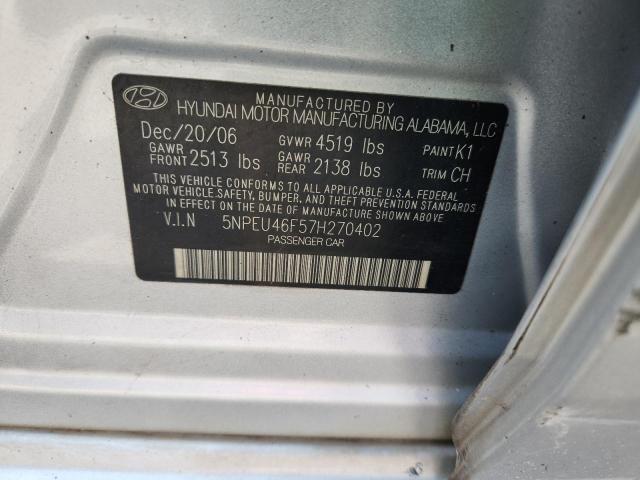 MANUFACTURED BY
HYUNDAI MOTOR MANUFACTURING ALABAMA, LLC
Dec/20/06 GVWR 4519 lbs PAINT K1
GAWR FRONT 2513 lbs GAWR REAR 2138 lbs TRIM CH
THIS VEHICLE CONFORMS TO ALL APPLICABLE U.S.A. FEDERAL
MOTOR VEHICLE SAFETY, BUMPER, AND THEFT PREVENTION STANDARDS
IN EFFECT ON THE DATE OF MANUFACTURE SHOWN ABOVE.
V.I.N 5NPEU46F57H270402
PASSENGER CAR